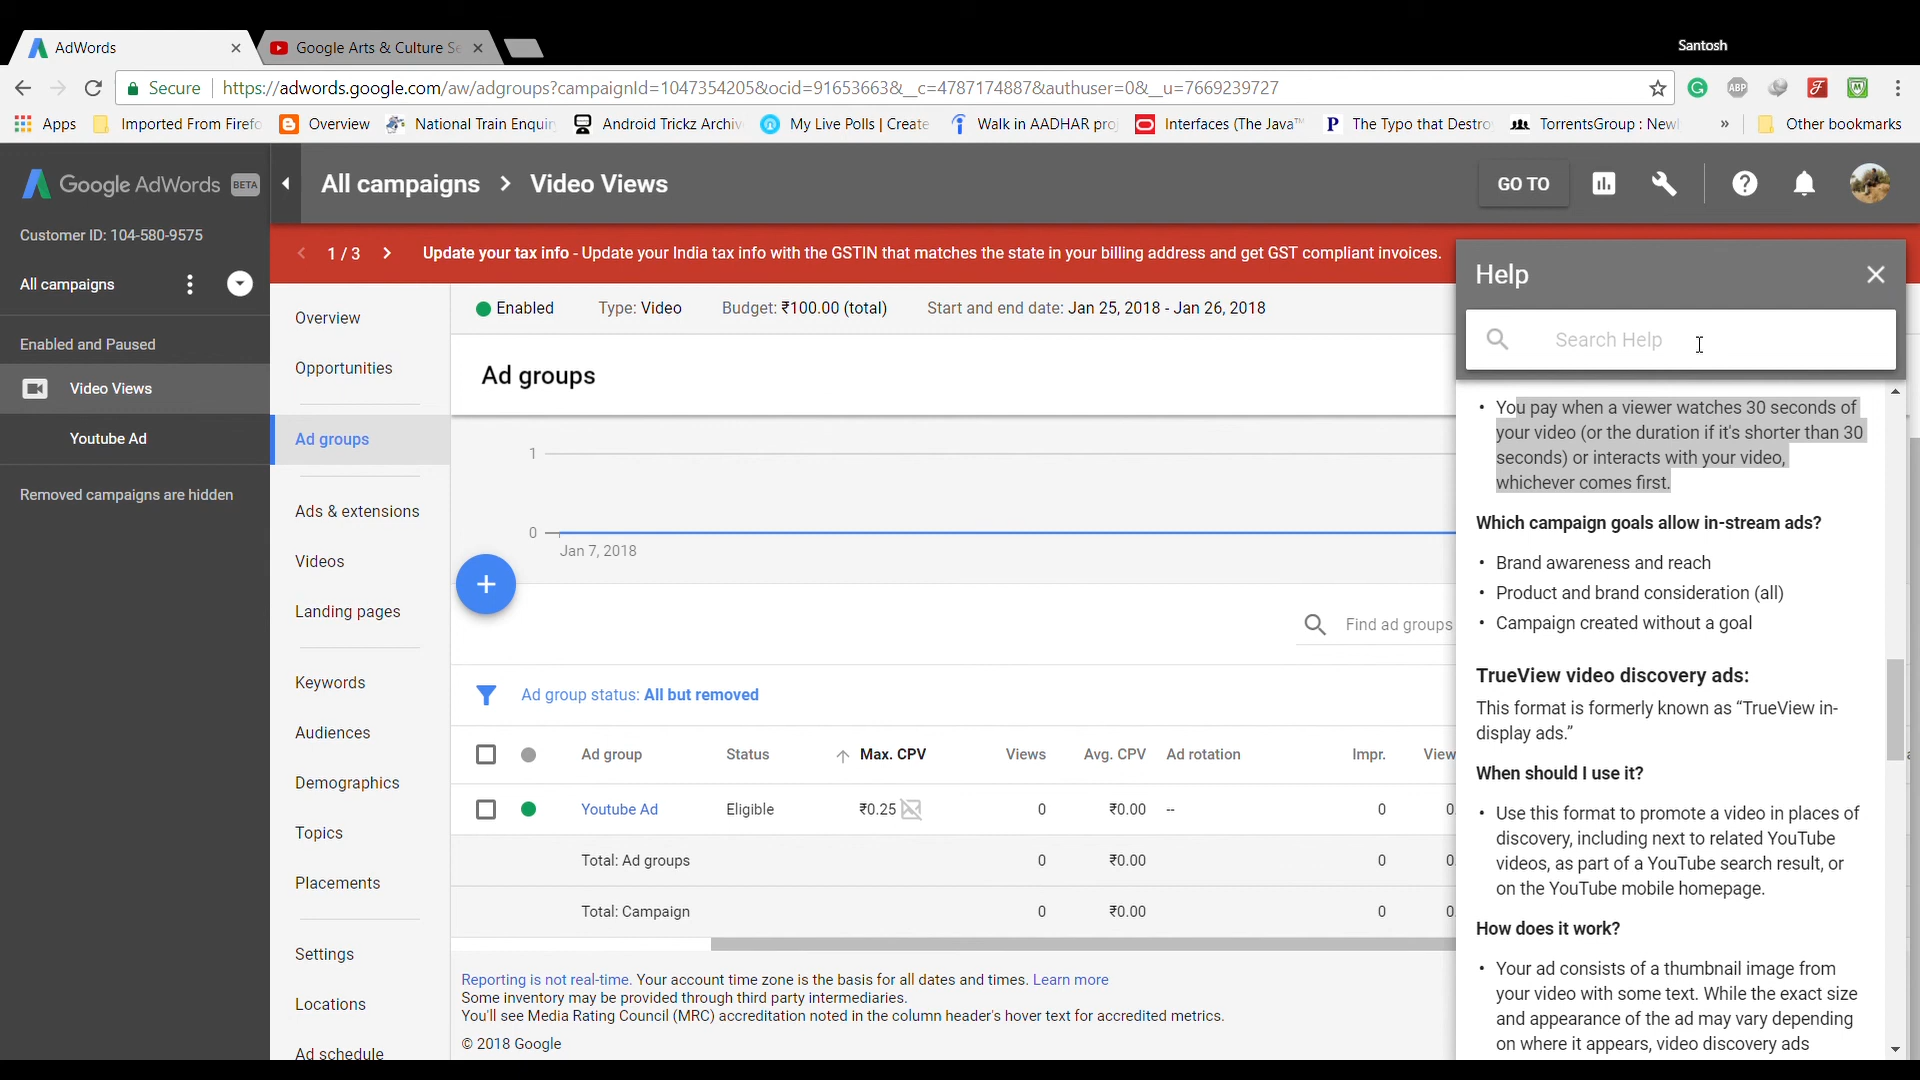 Santosh
AdWords
Google Arts & Culture Se
Secure https://adwords.google.com/aw/adgroups?campaignId=1047354205&ocid=91653663&__c=4787174887&authuser=0&__u=7669239727
ABP
Apps Imported From Firefo Overview National Train Enquir Android Trickz Archiv My Live Polls | Create Walk in AADHAR pro Interfaces (The Java™ The Typo that Destro TorrentsGroup : New » Other bookmarks
Google AdWords BETA
All campaigns > Video Views
GO TO
Customer ID: 104-580-9575
All campaigns
Enabled and Paused
Video Views
Youtube Ad
Removed campaigns are hidden
1 / 3 Update your tax info - Update your India tax info with the GSTIN that matches the state in your billing address and get GST compliant invoices.
Overview
Opportunities
Ad groups
Ads & extensions
Videos
Landing pages
Keywords
Audiences
Demographics
Topics
Placements
Settings
Locations
Ad schedule
Enabled Type: Video Budget: ₹100.00 (total) Start and end date: Jan 25, 2018 - Jan 26, 2018
Ad groups
1
0
Jan 7, 2018
+
Find ad groups
Ad group status: All but removed
Ad group Status Max. CPV Views Avg. CPV Ad rotation Impr. View
Youtube Ad Eligible ₹0.25 0 ₹0.00 -- 0 0.
Total: Ad groups 0 ₹0.00 0 0.
Total: Campaign 0 ₹0.00 0 0.
Reporting is not real-time. Your account time zone is the basis for all dates and times. Learn more
Some inventory may be provided through third party intermediaries.
You'll see Media Rating Council (MRC) accreditation noted in the column header's hover text for accredited metrics.
© 2018 Google
Help
Search Help
• You pay when a viewer watches 30 seconds of
your video (or the duration if it's shorter than 30
seconds) or interacts with your video,
whichever comes first.
Which campaign goals allow in-stream ads?
• Brand awareness and reach
• Product and brand consideration (all)
• Campaign created without a goal
TrueView video discovery ads:
This format is formerly known as “TrueView in-
display ads.”
When should I use it?
• Use this format to promote a video in places of
discovery, including next to related YouTube
videos, as part of a YouTube search result, or
on the YouTube mobile homepage.
How does it work?
• Your ad consists of a thumbnail image from
your video with some text. While the exact size
and appearance of the ad may vary depending
on where it appears, video discovery ads